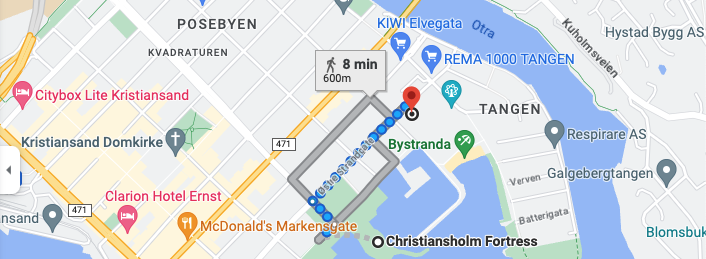 POSEBYEN
KIWI Elvegata
Otra
Kuholmsveien
Hystad Bygg AS
KVADRATUREN
8 min
600m
REMA 1000 TANGEN
Citybox Lite Kristiansand
TANGEN
Kristiansand Domkirke
471
Bystranda
Respirare AS
Galgebergtangen
Clarion Hotel Ernst
Verven
471
Batterigata
ansand
McDonald's Markensgate
Christiansholm Fortress
Blomsbuk